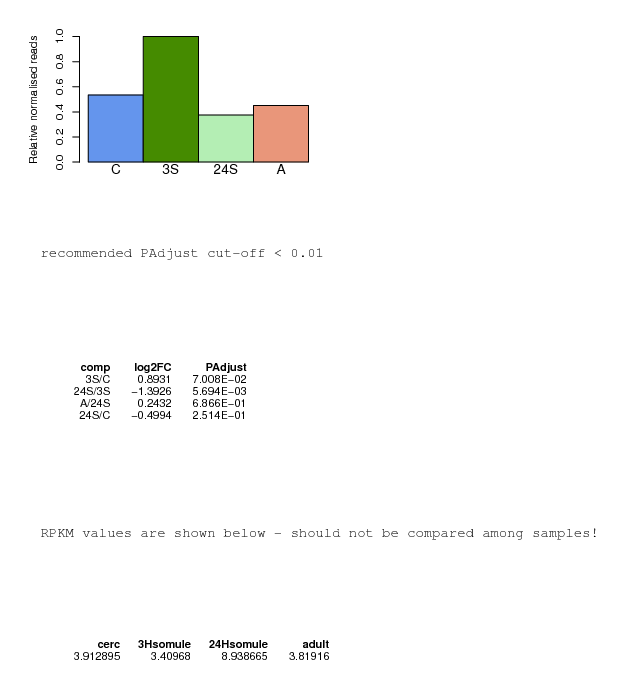 Relative normalised reads
1.0
0.8
0.6
0.4
0.2
0.0
C 3S 24S A
recommended PAdjust cut-off < 0.01
comp log2FC PAdjust
3S/C 0.8931 7.008E−02
24S/3S −1.3926 5.694E−03
A/24S 0.2432 6.866E−01
24S/C −0.4994 2.514E−01
RPKM values are shown below - should not be compared among samples!
cerc 3Hsomule 24Hsomule adult
3.912895 3.40968 8.938665 3.81916